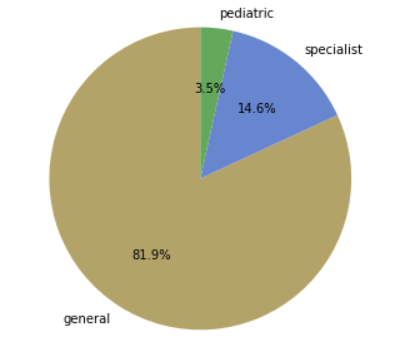 pediatric
specialist
3.5%
14.6%
81.9%
general